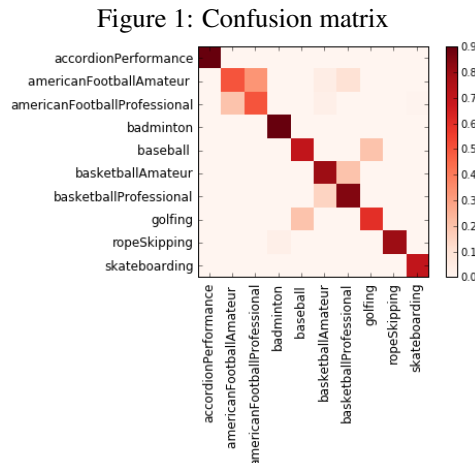 Figure 1: Confusion matrix
accordionPerformance
americanFootballAmateur
americanFootballProfessional
badminton
baseball
basketballAmateur
basketballProfessional
golfing
ropeSkipping
skateboarding
0.9
0.8
0.7
0.6
0.5
0.4
0.3
0.2
0.1
0.0
accordionPerformance
americanFootballAmateur
americanFootballProfessional
badminton
baseball
basketballAmateur
basketballProfessional
golfing
ropeSkipping
skateboarding